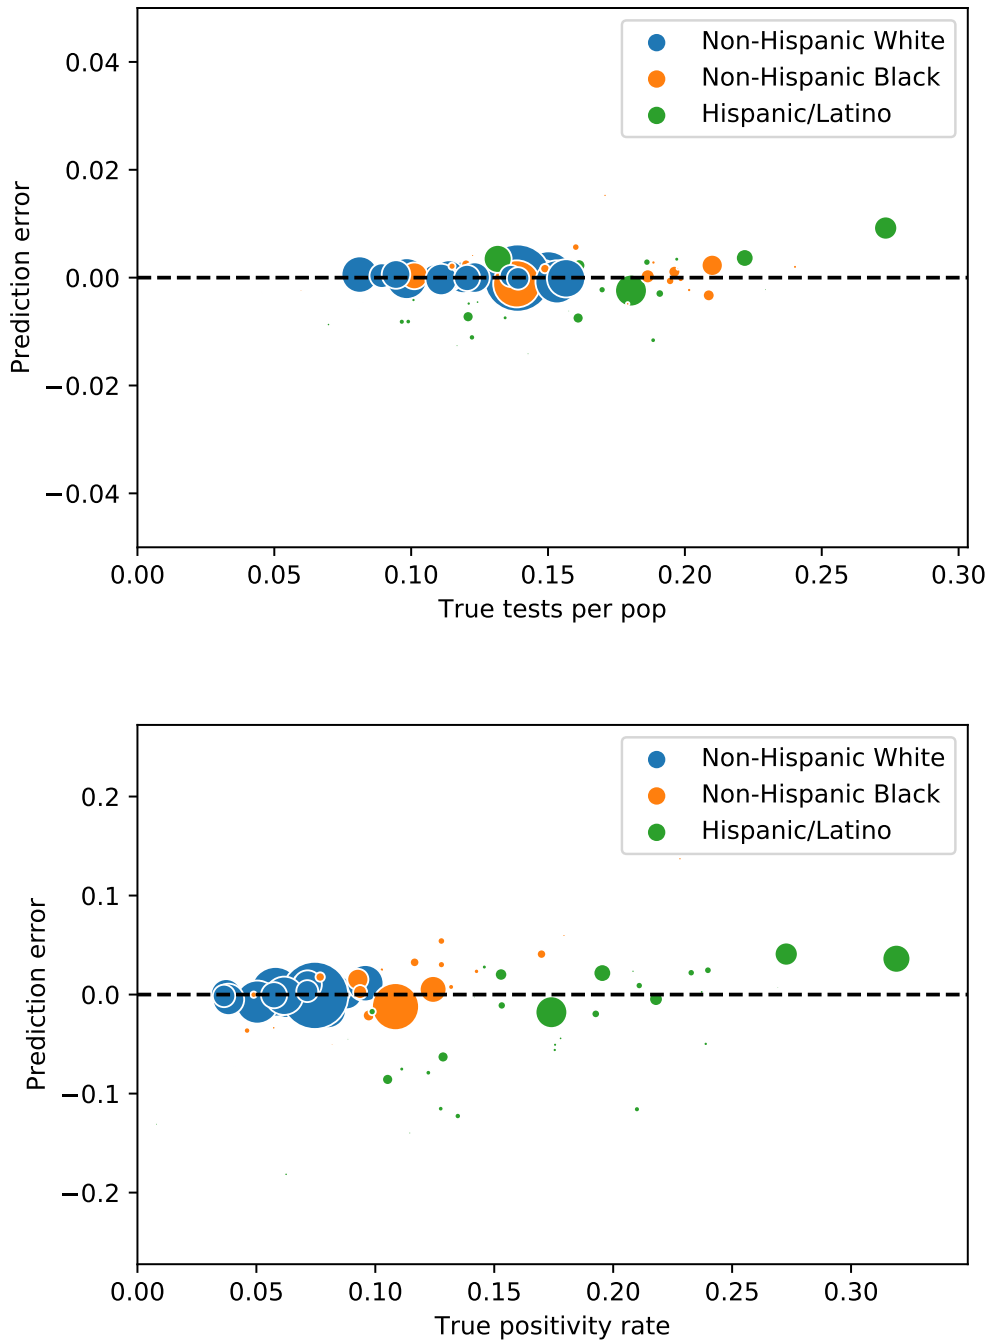 Non-Hispanic White
Non-Hispanic Black
Hispanic/Latino
0.04
0.02
0.00
−0.02
−0.04
Prediction error
0.00 0.05 0.10 0.15 0.20 0.25 0.30
True tests per pop
Non-Hispanic White
Non-Hispanic Black
Hispanic/Latino
0.2
0.1
0.0
−0.1
−0.2
Prediction error
0.00 0.05 0.10 0.15 0.20 0.25 0.30
True positivity rate